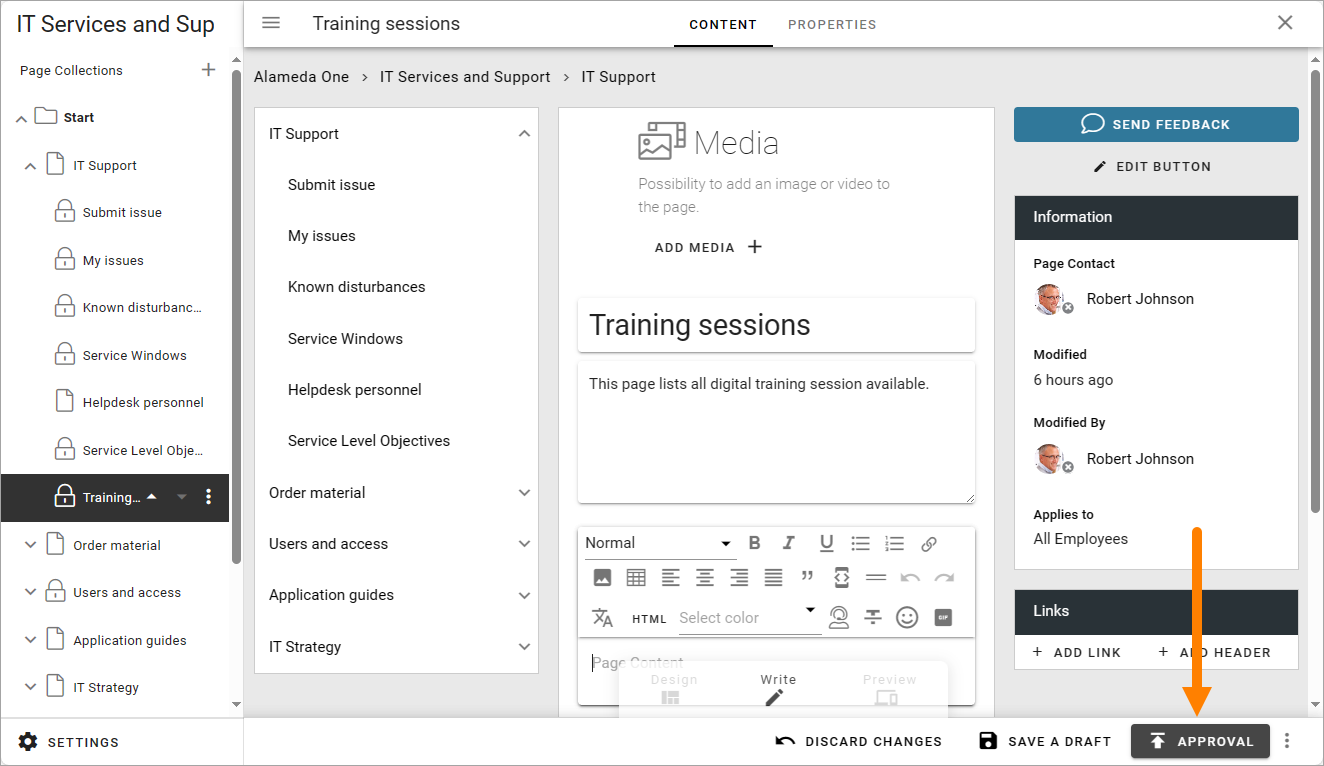 IT Services and Sup
Training sessions
CONTENT
PROPERTIES
Page Collections
Start
IT Support
Submit issue
My issues
Known disturbanc...
Service Windows
Helpdesk personnel
Service Level Obje...
Training...
Order material
Users and access
Application guides
IT Strategy
SETTINGS
Alameda One > IT Services and Support > IT Support
IT Support
Submit issue
My issues
Known disturbances
Service Windows
Helpdesk personnel
Service Level Objectives
Order material
Users and access
Application guides
IT Strategy
Media
Possibility to add an image or video to
the page.
ADD MEDIA
Training sessions
This page lists all digital training session available.
Normal
HTML Select color
GIF
Page Content
Design
Write
Preview
SEND FEEDBACK
EDIT BUTTON
Information
Page Contact
Robert Johnson
Modified
6 hours ago
Modified By
Robert Johnson
Applies to
All Employees
Links
ADD LINK
ADD HEADER
DISCARD CHANGES
SAVE A DRAFT
APPROVAL